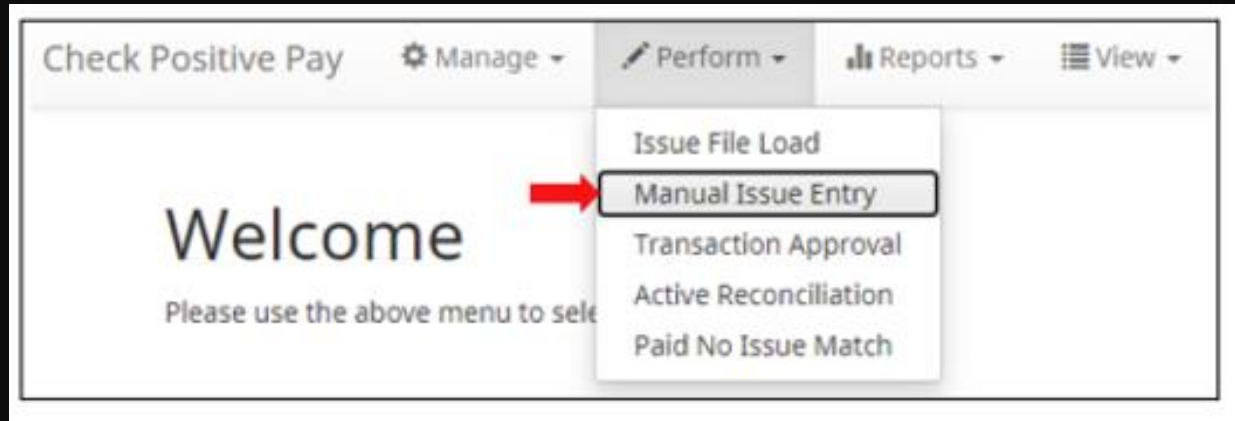 Check Positive Pay Manage Perform Reports View
Issue File Load
Manual Issue Entry
Transaction Approval
Active Reconciliation
Paid No Issue Match
Welcome
Please use the above menu to